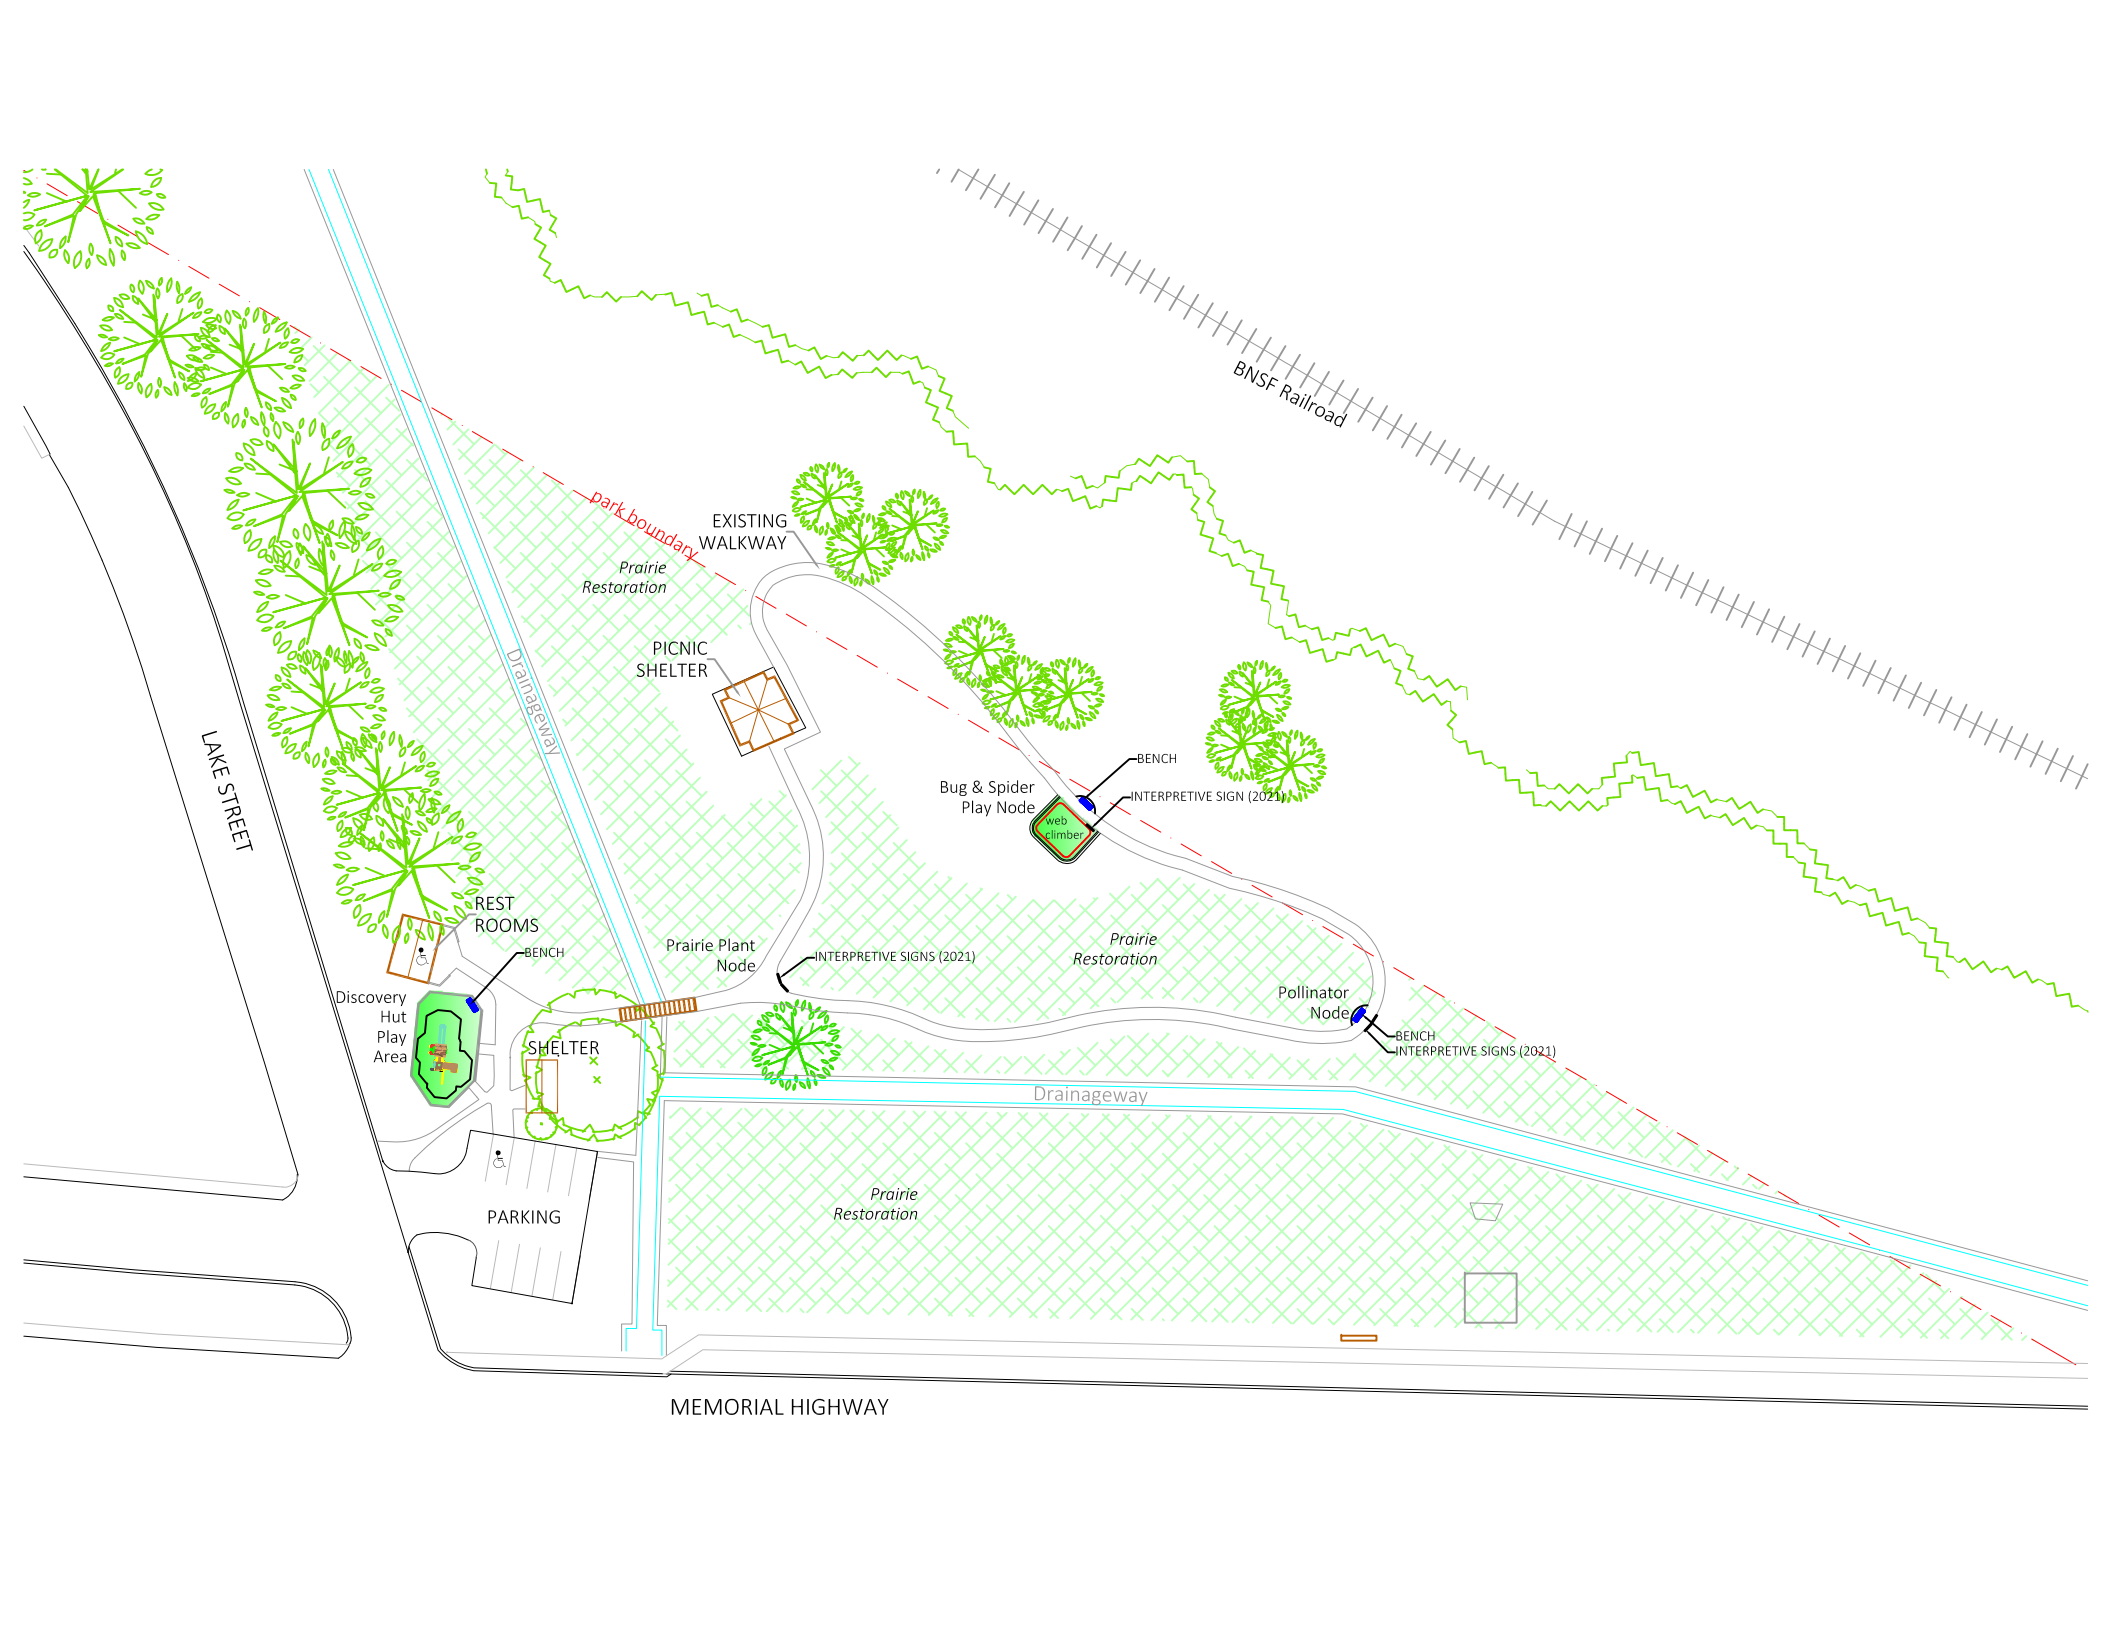 BNSF Railroad
park boundary
EXISTING
WALKWAY
Prairie
Restoration
PICNIC
SHELTER
Drainageway
LAKE STREET
BENCH
Bug & Spider
Play Node
INTERPRETIVE SIGN (2021)
web
climber
REST
ROOMS
BENCH
Prairie Plant
Node
INTERPRETIVE SIGNS (2021)
Prairie
Restoration
Discovery
Hut
Play
Area
Pollinator
Node
BENCH
INTERPRETIVE SIGNS (2021)
SHELTER
Drainageway
PARKING
Prairie
Restoration
MEMORIAL HIGHWAY